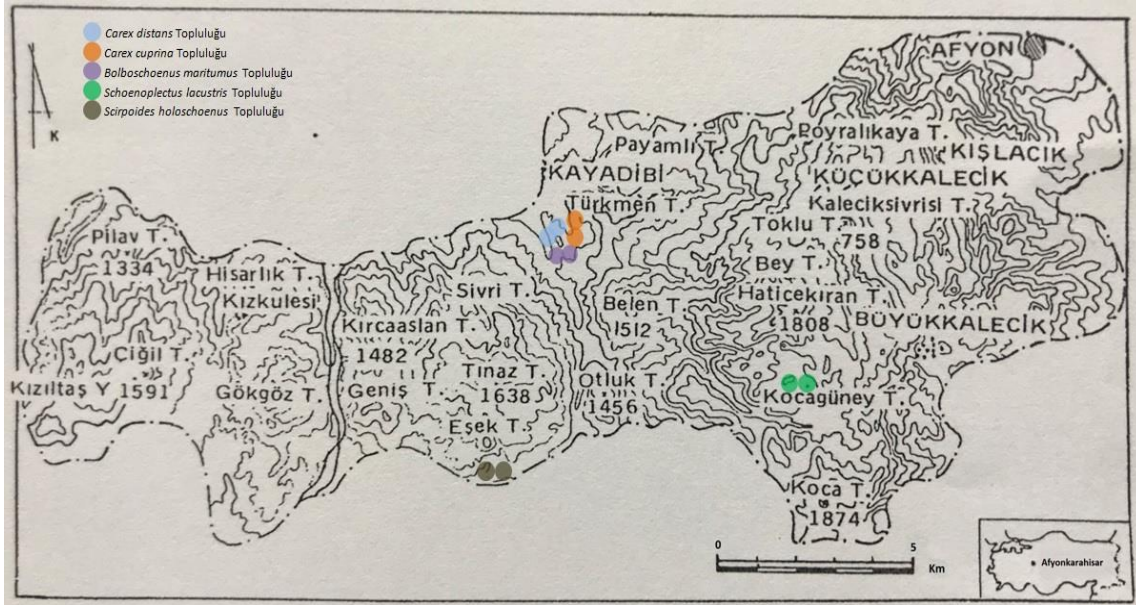 Carex distans Topluluğu
Carex cuprina Topluluğu
Bolboschoenus maritumus Topluluğu
Schoenoplectus lacustris Topluluğu
Scirpoides holoschoenus Topluluğu
K
AFYON
Poyralıkaya T.
Payamlı T.
KIŞLACIK
KAYADİBİ
KÜÇÜKKALECİK
Türkmen T.
Kaleciksivrisi T.
Toklu T.
1758
Pilav T.
1334
Bey T.
Hisarlık T.
Kızkulesi
Sivri T.
Belen T.
1512
Haticekıran T.
1808
BÜYÜKKALECİK
Kırcaaslan T.
1482
Ciğil T.
Kızıltaş Y 1591
Gökgöz T.
Geniş T.
Tınaz T.
1638
Otluk T.
1456
Kocagüney T.
Eşek T.
Koca T.
1874
0 5
Km
Afyonkarahisar